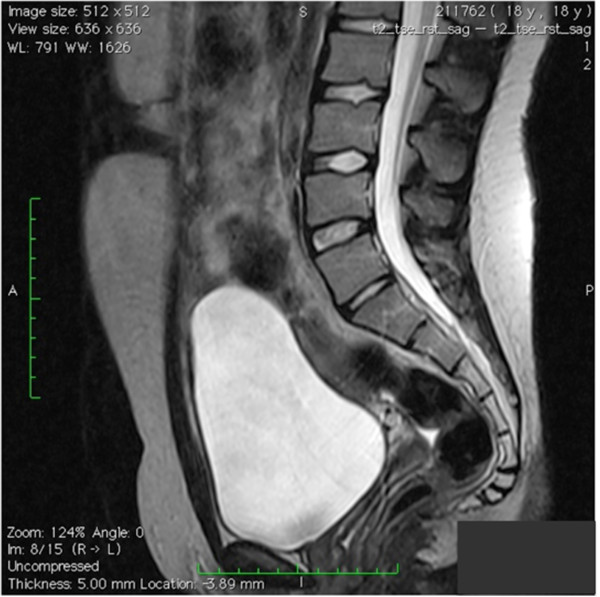 Image size: 512 x 512
View size: 636 x 636
WL: 791 WW: 1626
S
211762 ( 18 y , 18 y )
t2_tse_rst_sag — t2_tse_rst_sag
1
2
A
P
Zoom: 124% Angle: 0
Im: 8/15 (R -> L)
Uncompressed
Thickness: 5.00 mm Location: -3.89 mm
I